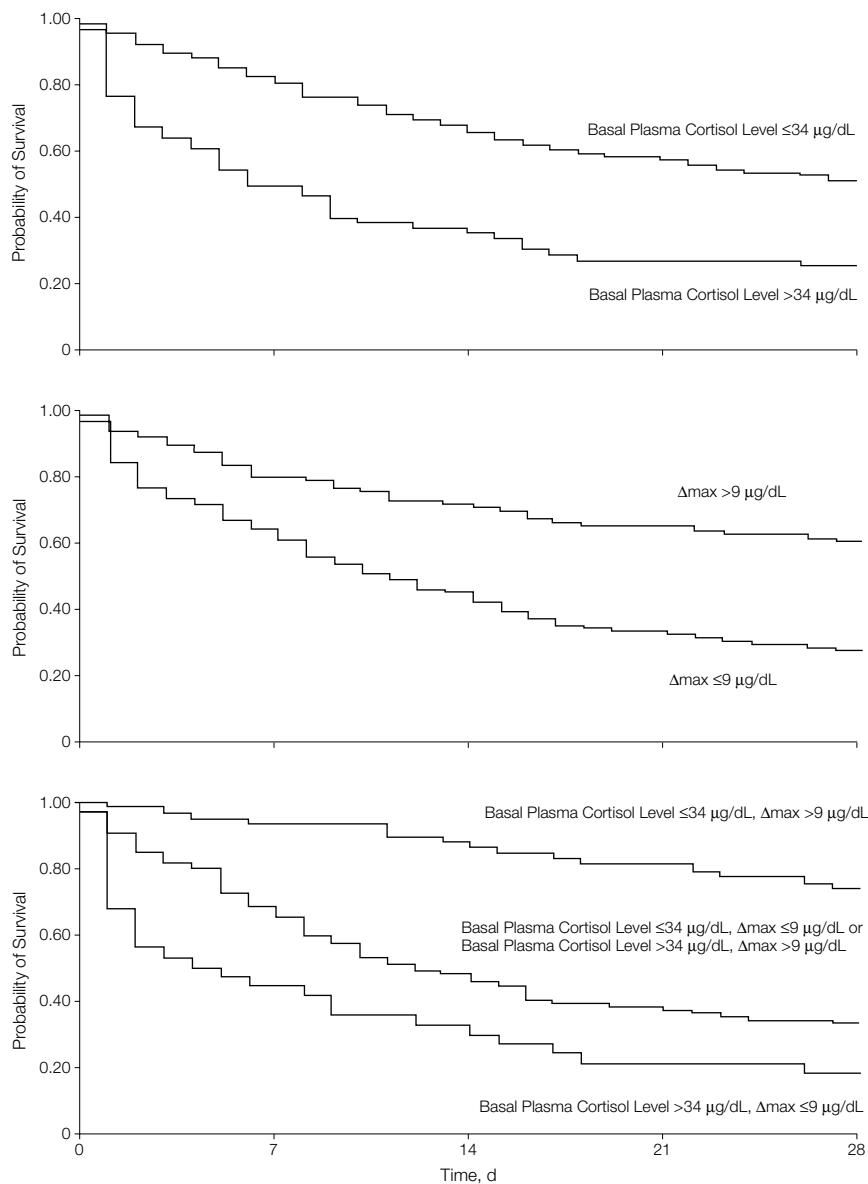 1.00
0.80
0.60
0.40
0.20
0
Probability of Survival
Basal Plasma Cortisol Level ≤34 μg/dL
Basal Plasma Cortisol Level >34 μg/dL
0 7 14 21 28
1.00
0.80
0.60
0.40
0.20
0
Probability of Survival
Δmax >9 μg/dL
Δmax ≤9 μg/dL
1.00
0.80
0.60
0.40
0.20
0
Probability of Survival
Basal Plasma Cortisol Level ≤34 μg/dL, Δmax >9 μg/dL
Basal Plasma Cortisol Level ≤34 μg/dL, Δmax ≤9 μg/dL or
Basal Plasma Cortisol Level >34 μg/dL, Δmax >9 μg/dL
Basal Plasma Cortisol Level >34 μg/dL, Δmax ≤9 μg/dL
0 7 14 21 28
Time, d